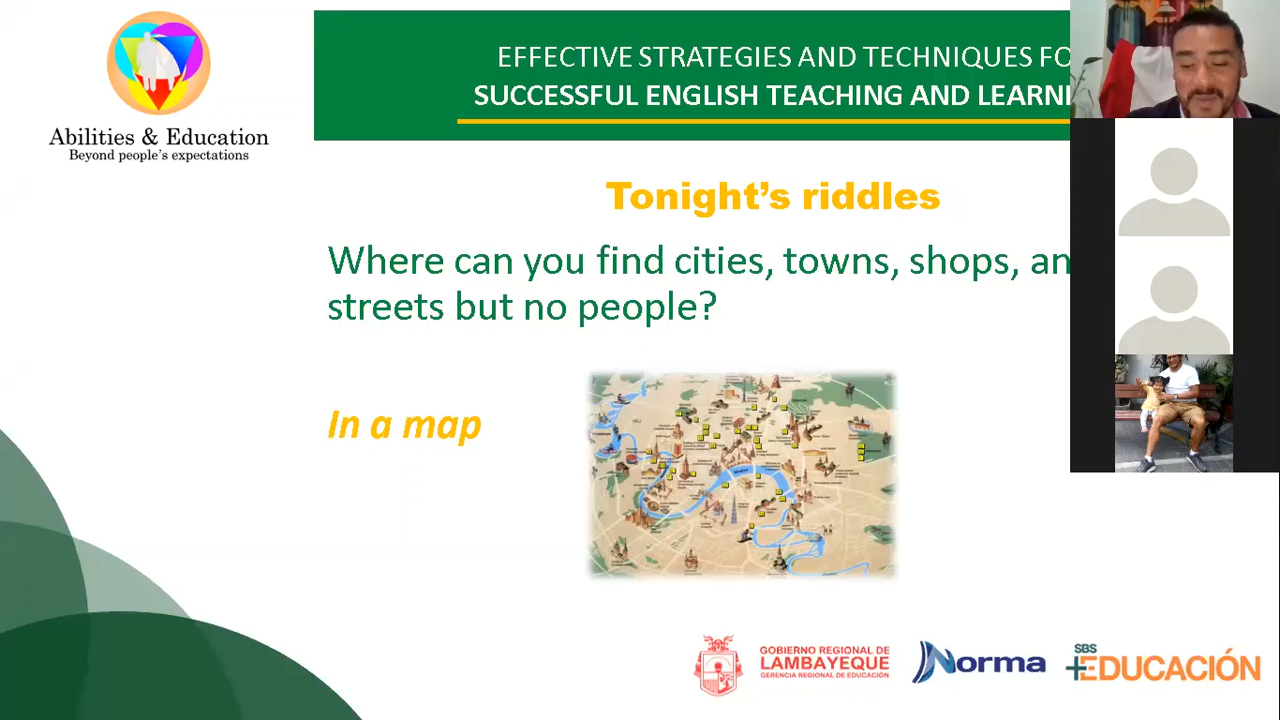 EFFECTIVE STRATEGIES AND TECHNIQUES FO
SUCCESSFUL ENGLISH TEACHING AND LEARNI
Abilities & Education
Beyond people's expectations
Tonight's riddles
Where can you find cities, towns, shops, an
streets but no people?
In a map
GOBIERNO REGIONAL DE
LAMBAYEQUE
GERENCIA REGIONAL DE EDUCACIÓN
Norma
SBS
EDUCACIÓN